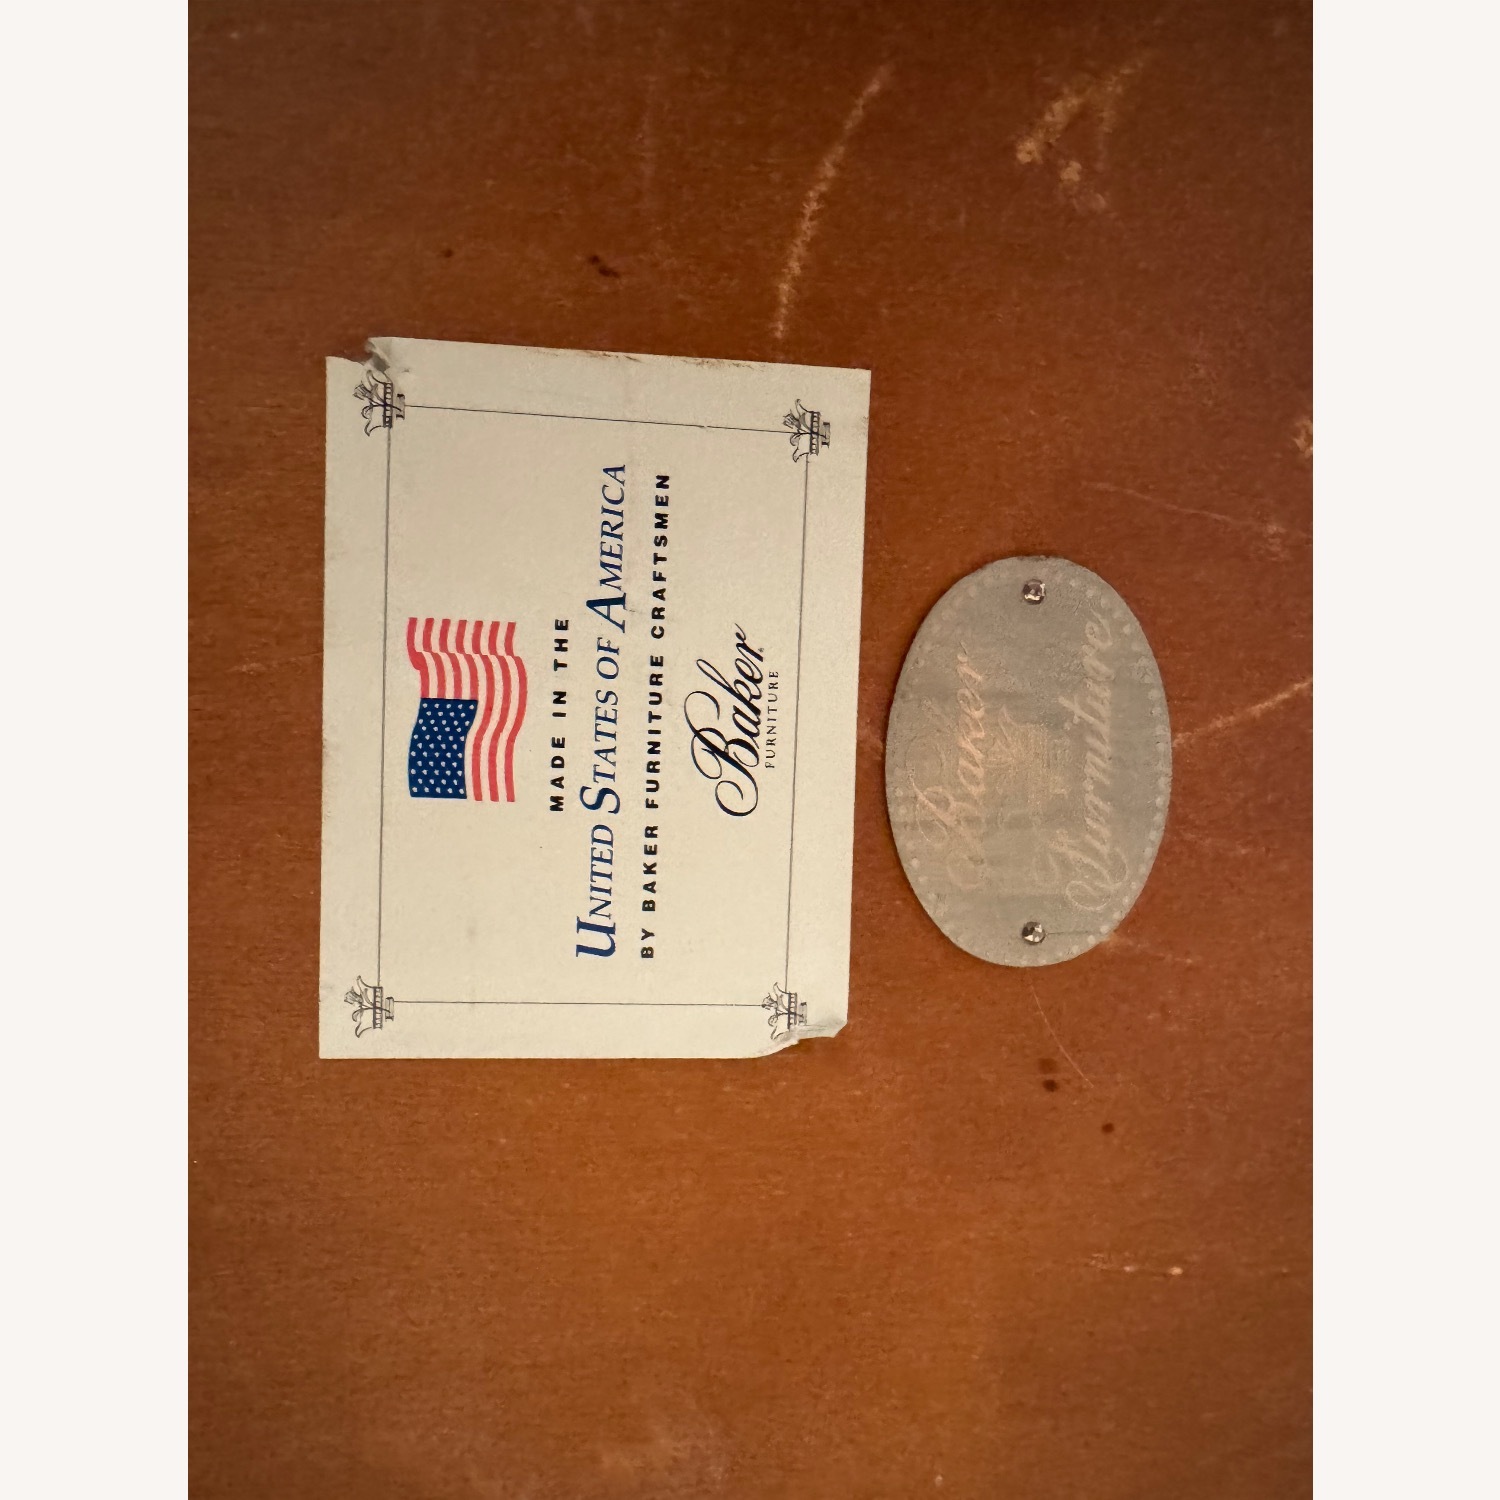 MADE IN THE
UNITED STATES OF AMERICA
BY BAKER FURNITURE CRAFTSMEN
Baker®
FURNITURE
Baker
Furniture